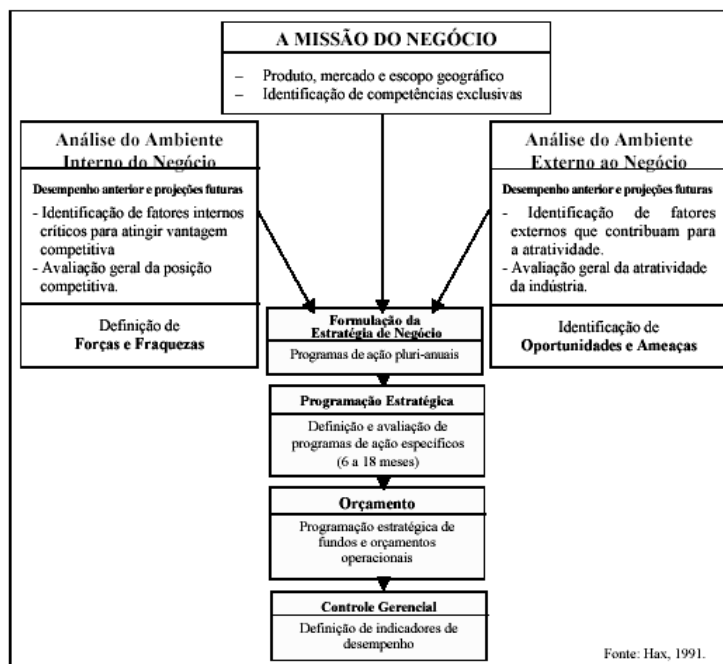 A MISSÃO DO NEGÓCIO
– Produto, mercado e escopo geográfico
– Identificação de competências exclusivas
Análise do Ambiente
Interno do Negócio
Desempenho anterior e projeções futuras
- Identificação de fatores internos
críticos para atingir vantagem
competitiva
- Avaliação geral da posição
competitiva.
Definição de
Forças e Fraquezas
Análise do Ambiente
Externo ao Negócio
Desempenho anterior e projeções futuras
- Identificação de fatores
externos que contribuam para
a atratividade.
- Avaliação geral da atratividade
da indústria.
Identificação de
Oportunidades e Ameaças
Formulação da
Estratégia de Negócio
Programas de ação pluri-anuais
Programação Estratégica
Definição e avaliação de
programas de ação específicos
(6 a 18 meses)
Orçamento
Programação estratégica de
fundos e orçamentos
operacionais
Controle Gerencial
Definição de indicadores de
desempenho
Fonte: Hax, 1991.